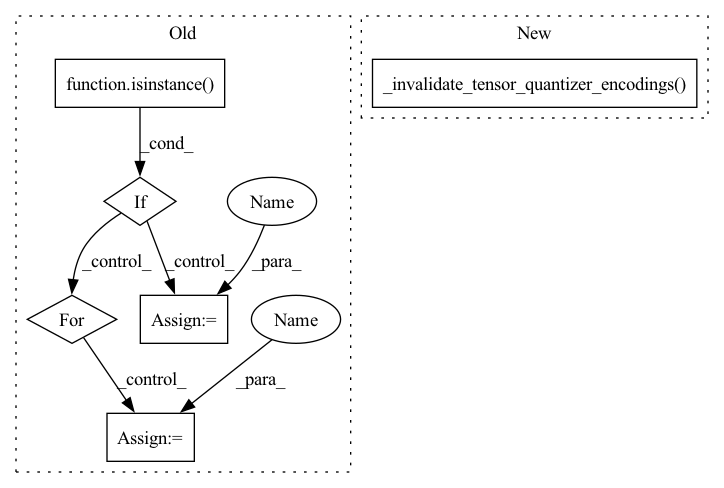 Old
New
function.isinstance()
_invalidate_tensor_quantizer_encodings()
_cond_
If
Name
_control_
_control_
_para_
For
Assign:=
Name
_control_
_para_
Assign:=